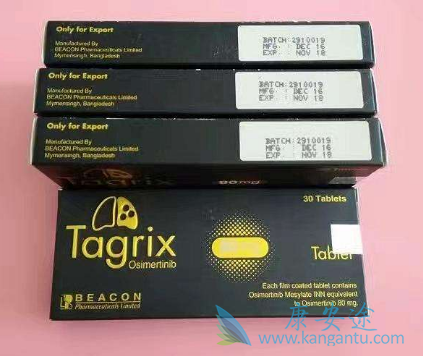 Only for Export
Manufactured By
BEACON Pharmaceuticals Limited
Mymensingh, Bangladesh
BATCH: 2910019
MFG : DEC 16
EXP : NOV 18
Only for Export
Manufactured By
BEACON Pharmaceuticals Limited
Mymensingh, Bangladesh
BATCH: 2910019
MFG : DEC 16
EXP : NOV 18
Only for Export
Manufactured By
BEACON Pharmaceuticals Limited
Mymensingh, Bangladesh
BATCH: 2910019
MFG : DEC 16
EXP : NOV 18
80mg
30 Tablets
Tagrix
Osimertinib
Tablet
Each film coated tablet contains
Osimertinib Mesylate INN equivalent
to Osimertinib 80 mg.
BEACON
Pharmaceuticals Limited
康安途
www.kangantu.com